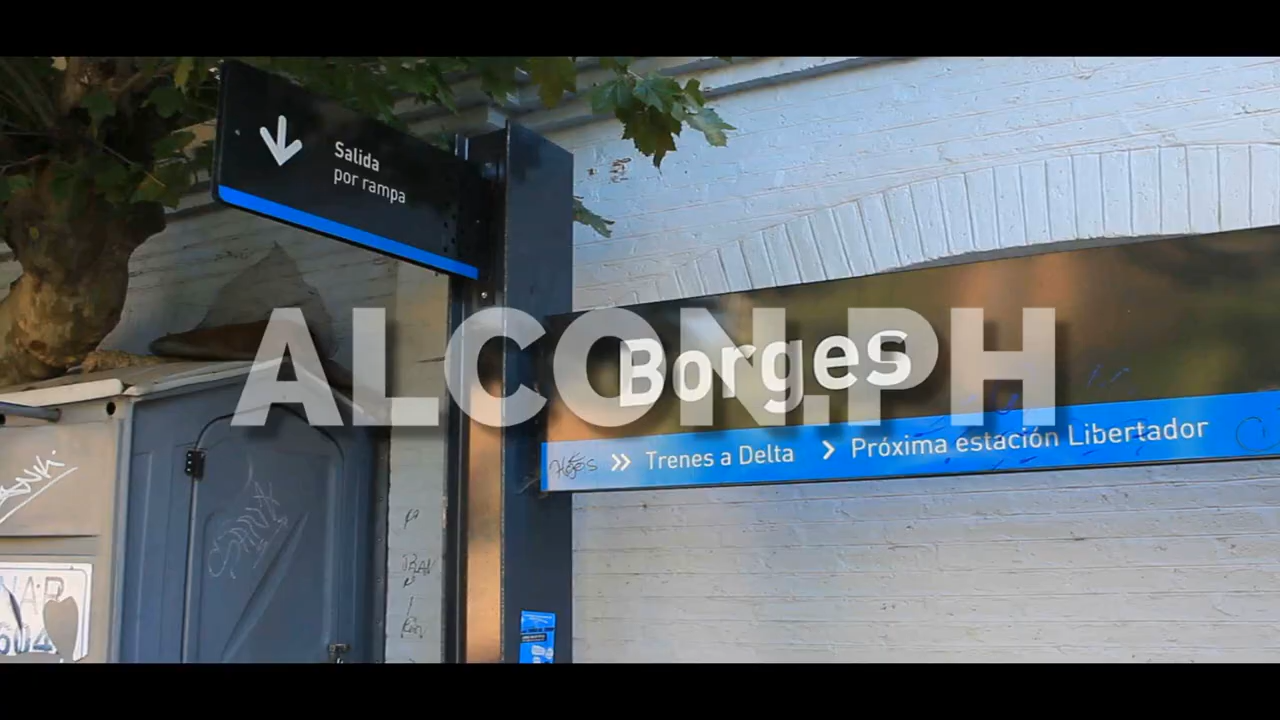 Salida
por rampa
ALCON.PH
Borges
Trenes a Delta
Próxima estación Libertador